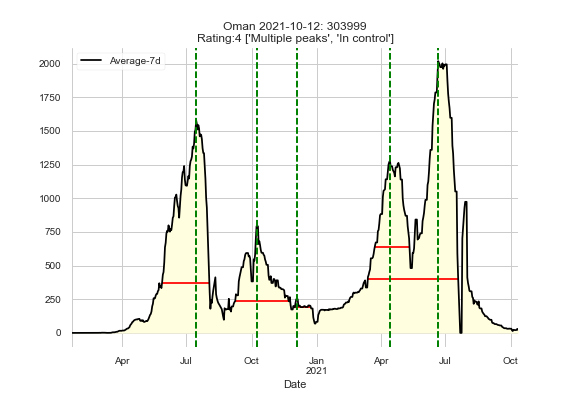 Oman 2021-10-12: 303999
Rating:4 ['Multiple peaks', 'In control']
Average-7d
2000
1750
1500
1250
1000
750
500
250
0
Apr Jul Oct Jan Apr Jul Oct
2021
Date